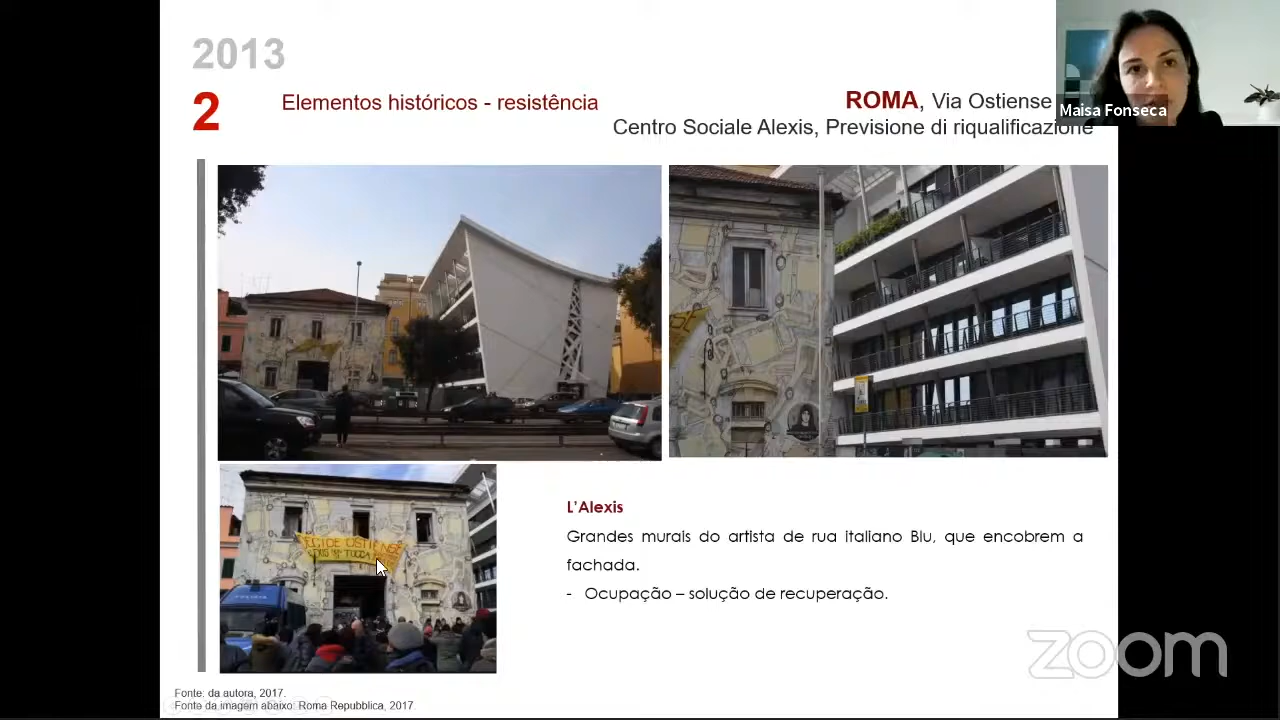 2013
2
Elementos históricos - resistência
ROMA, Via Ostiense
Centro Sociale Alexis, Previsione di riqualificazione
Maisa Fonseca
L'Alexis
Grandes murais do artista de rua italiano Blu, que encobrem a
fachada.
- Ocupação – solução de recuperação.
zoom
Fonte: da autora, 2017.
Fonte da imagem abaixo: Roma Repubblica, 2017.